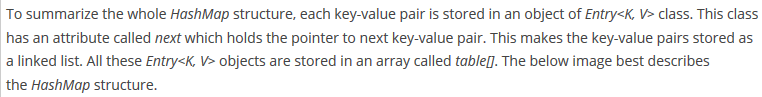 To summarize the whole HashMap structure, each key-value pair is stored in an object of Entry<K, V> class. This class
has an attribute called next which holds the pointer to next key-value pair. This makes the key-value pairs stored as
a linked list. All these Entry<K, V> objects are stored in an array called table[]. The below image best describes
the HashMap structure.